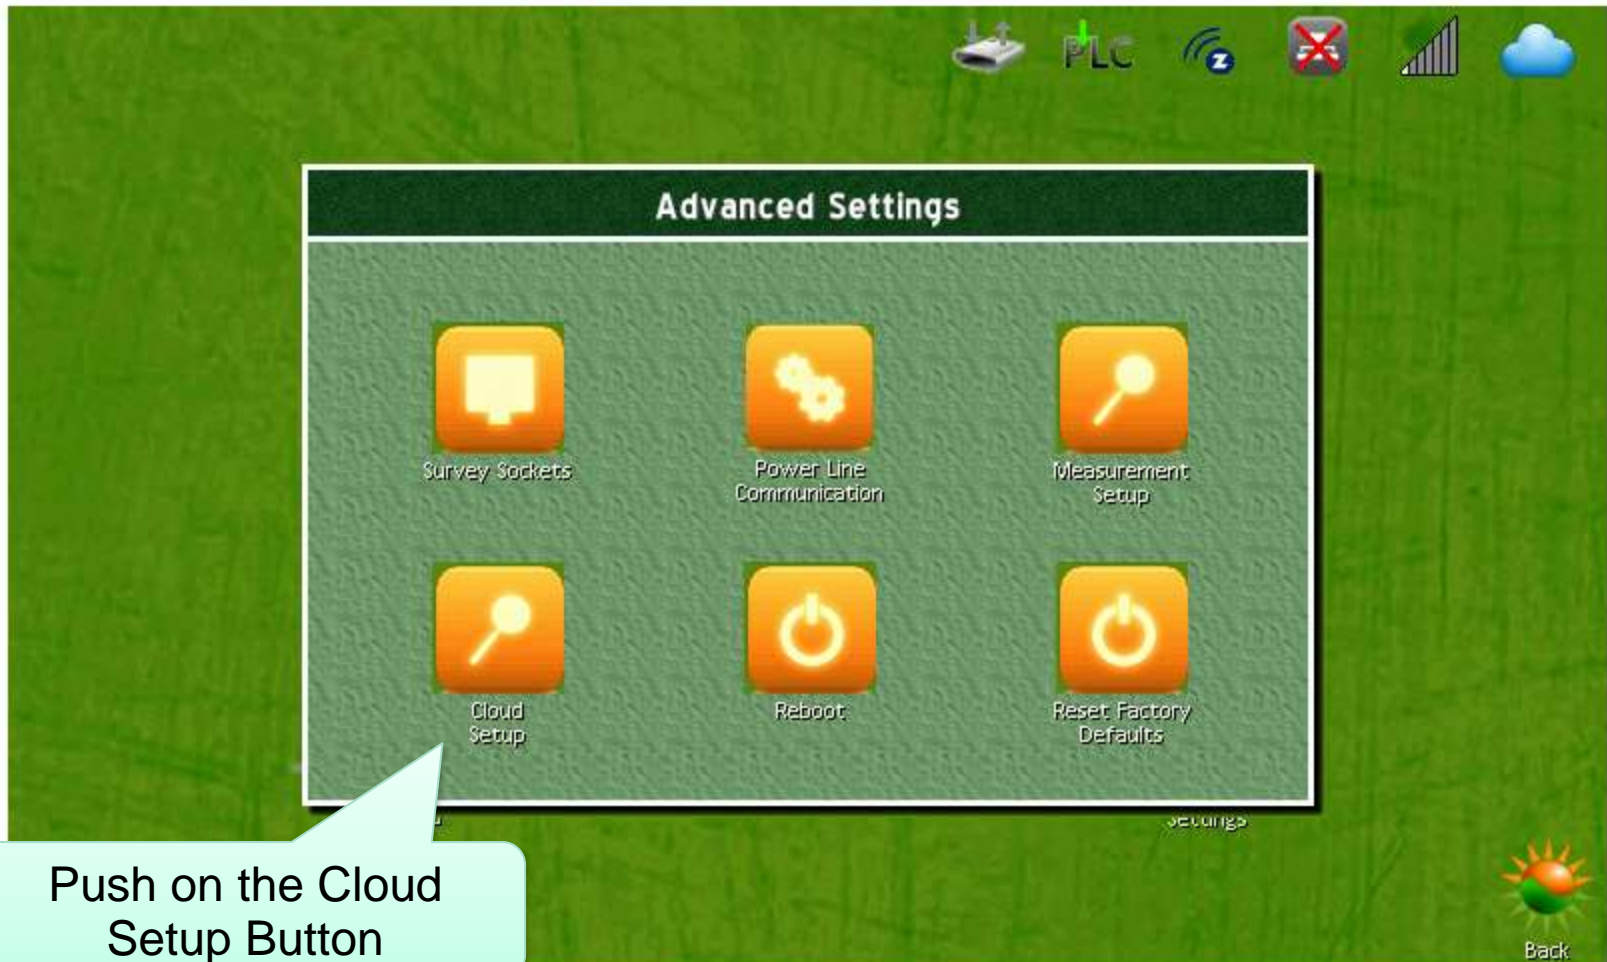 PLC
z
Advanced Settings
Survey Sockets
Power Line
Communication
Measurement
Setup
Cloud
Setup
Reboot
Reset Factory
Defaults
Settings
Push on the Cloud
Setup Button
Back